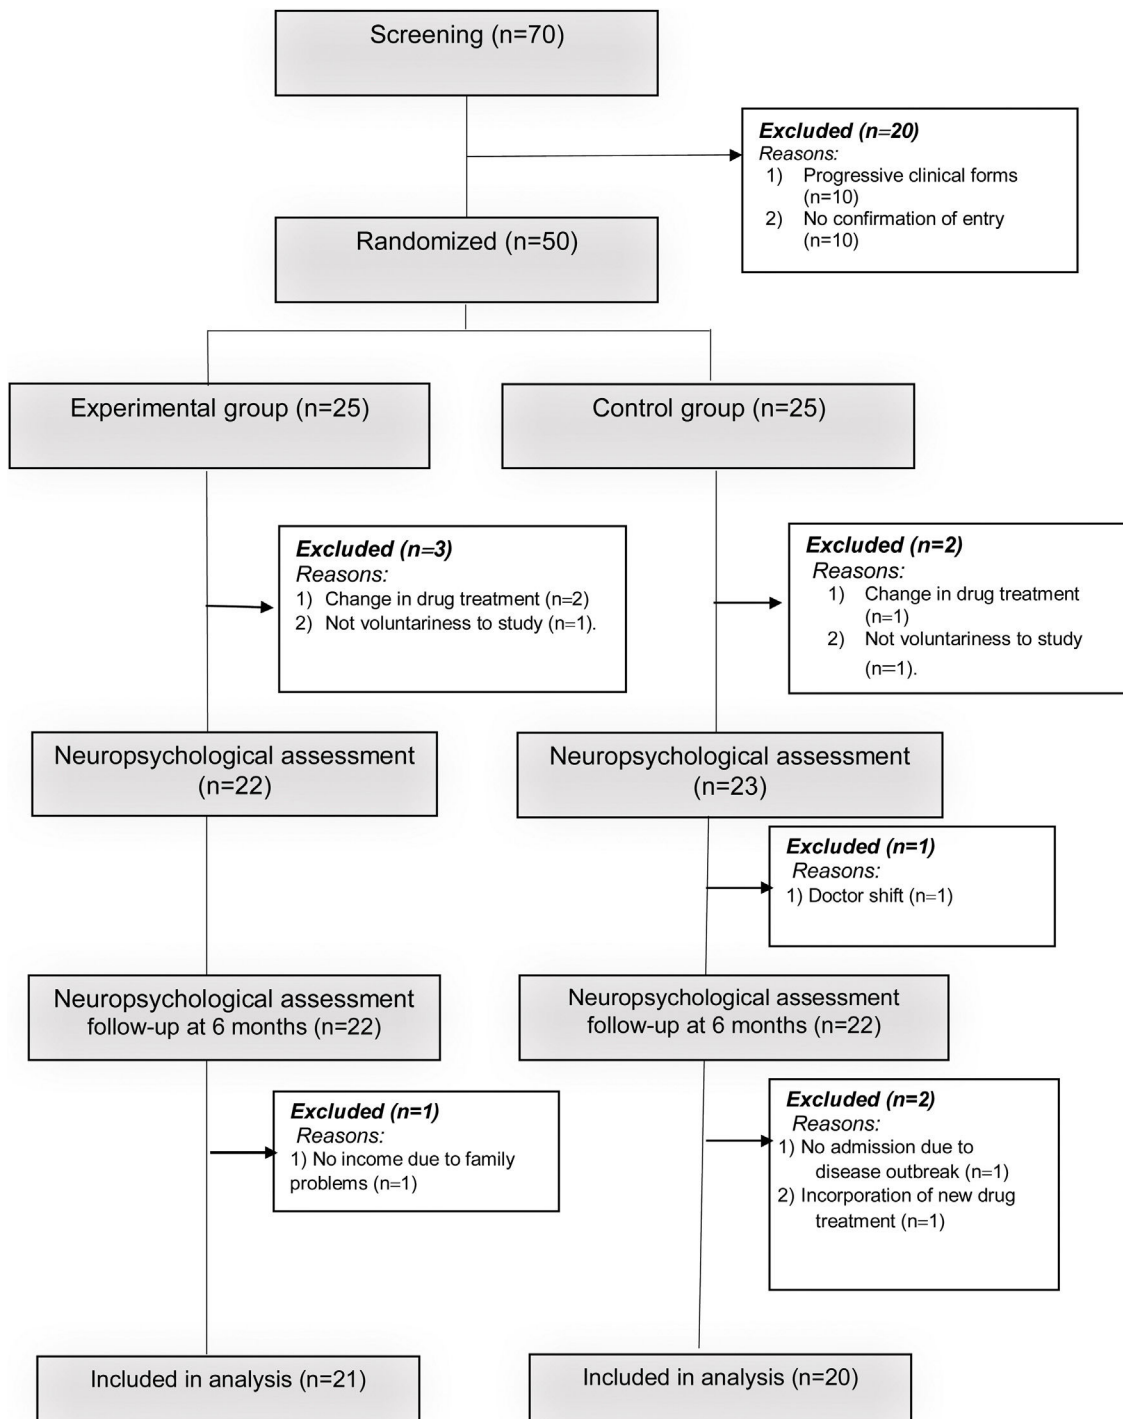 Screening (n=70)
Excluded (n=20)
Reasons:
1) Progressive clinical forms
(n=10)
2) No confirmation of entry
(n=10)
Randomized (n=50)
Experimental group (n=25)
Control group (n=25)
Excluded (n=3)
Reasons:
1) Change in drug treatment (n=2)
2) Not voluntariness to study (n=1).
Excluded (n=2)
Reasons:
1) Change in drug treatment
(n=1)
2) Not voluntariness to study
(n=1).
Neuropsychological assessment
(n=22)
Neuropsychological assessment
(n=23)
Excluded (n=1)
Reasons:
1) Doctor shift (n=1)
Neuropsychological assessment
follow-up at 6 months (n=22)
Neuropsychological assessment
follow-up at 6 months (n=22)
Excluded (n=1)
Reasons:
1) No income due to family
problems (n=1)
Excluded (n=2)
Reasons:
1) No admission due to
disease outbreak (n=1)
2) Incorporation of new drug
treatment (n=1)
Included in analysis (n=21)
Included in analysis (n=20)